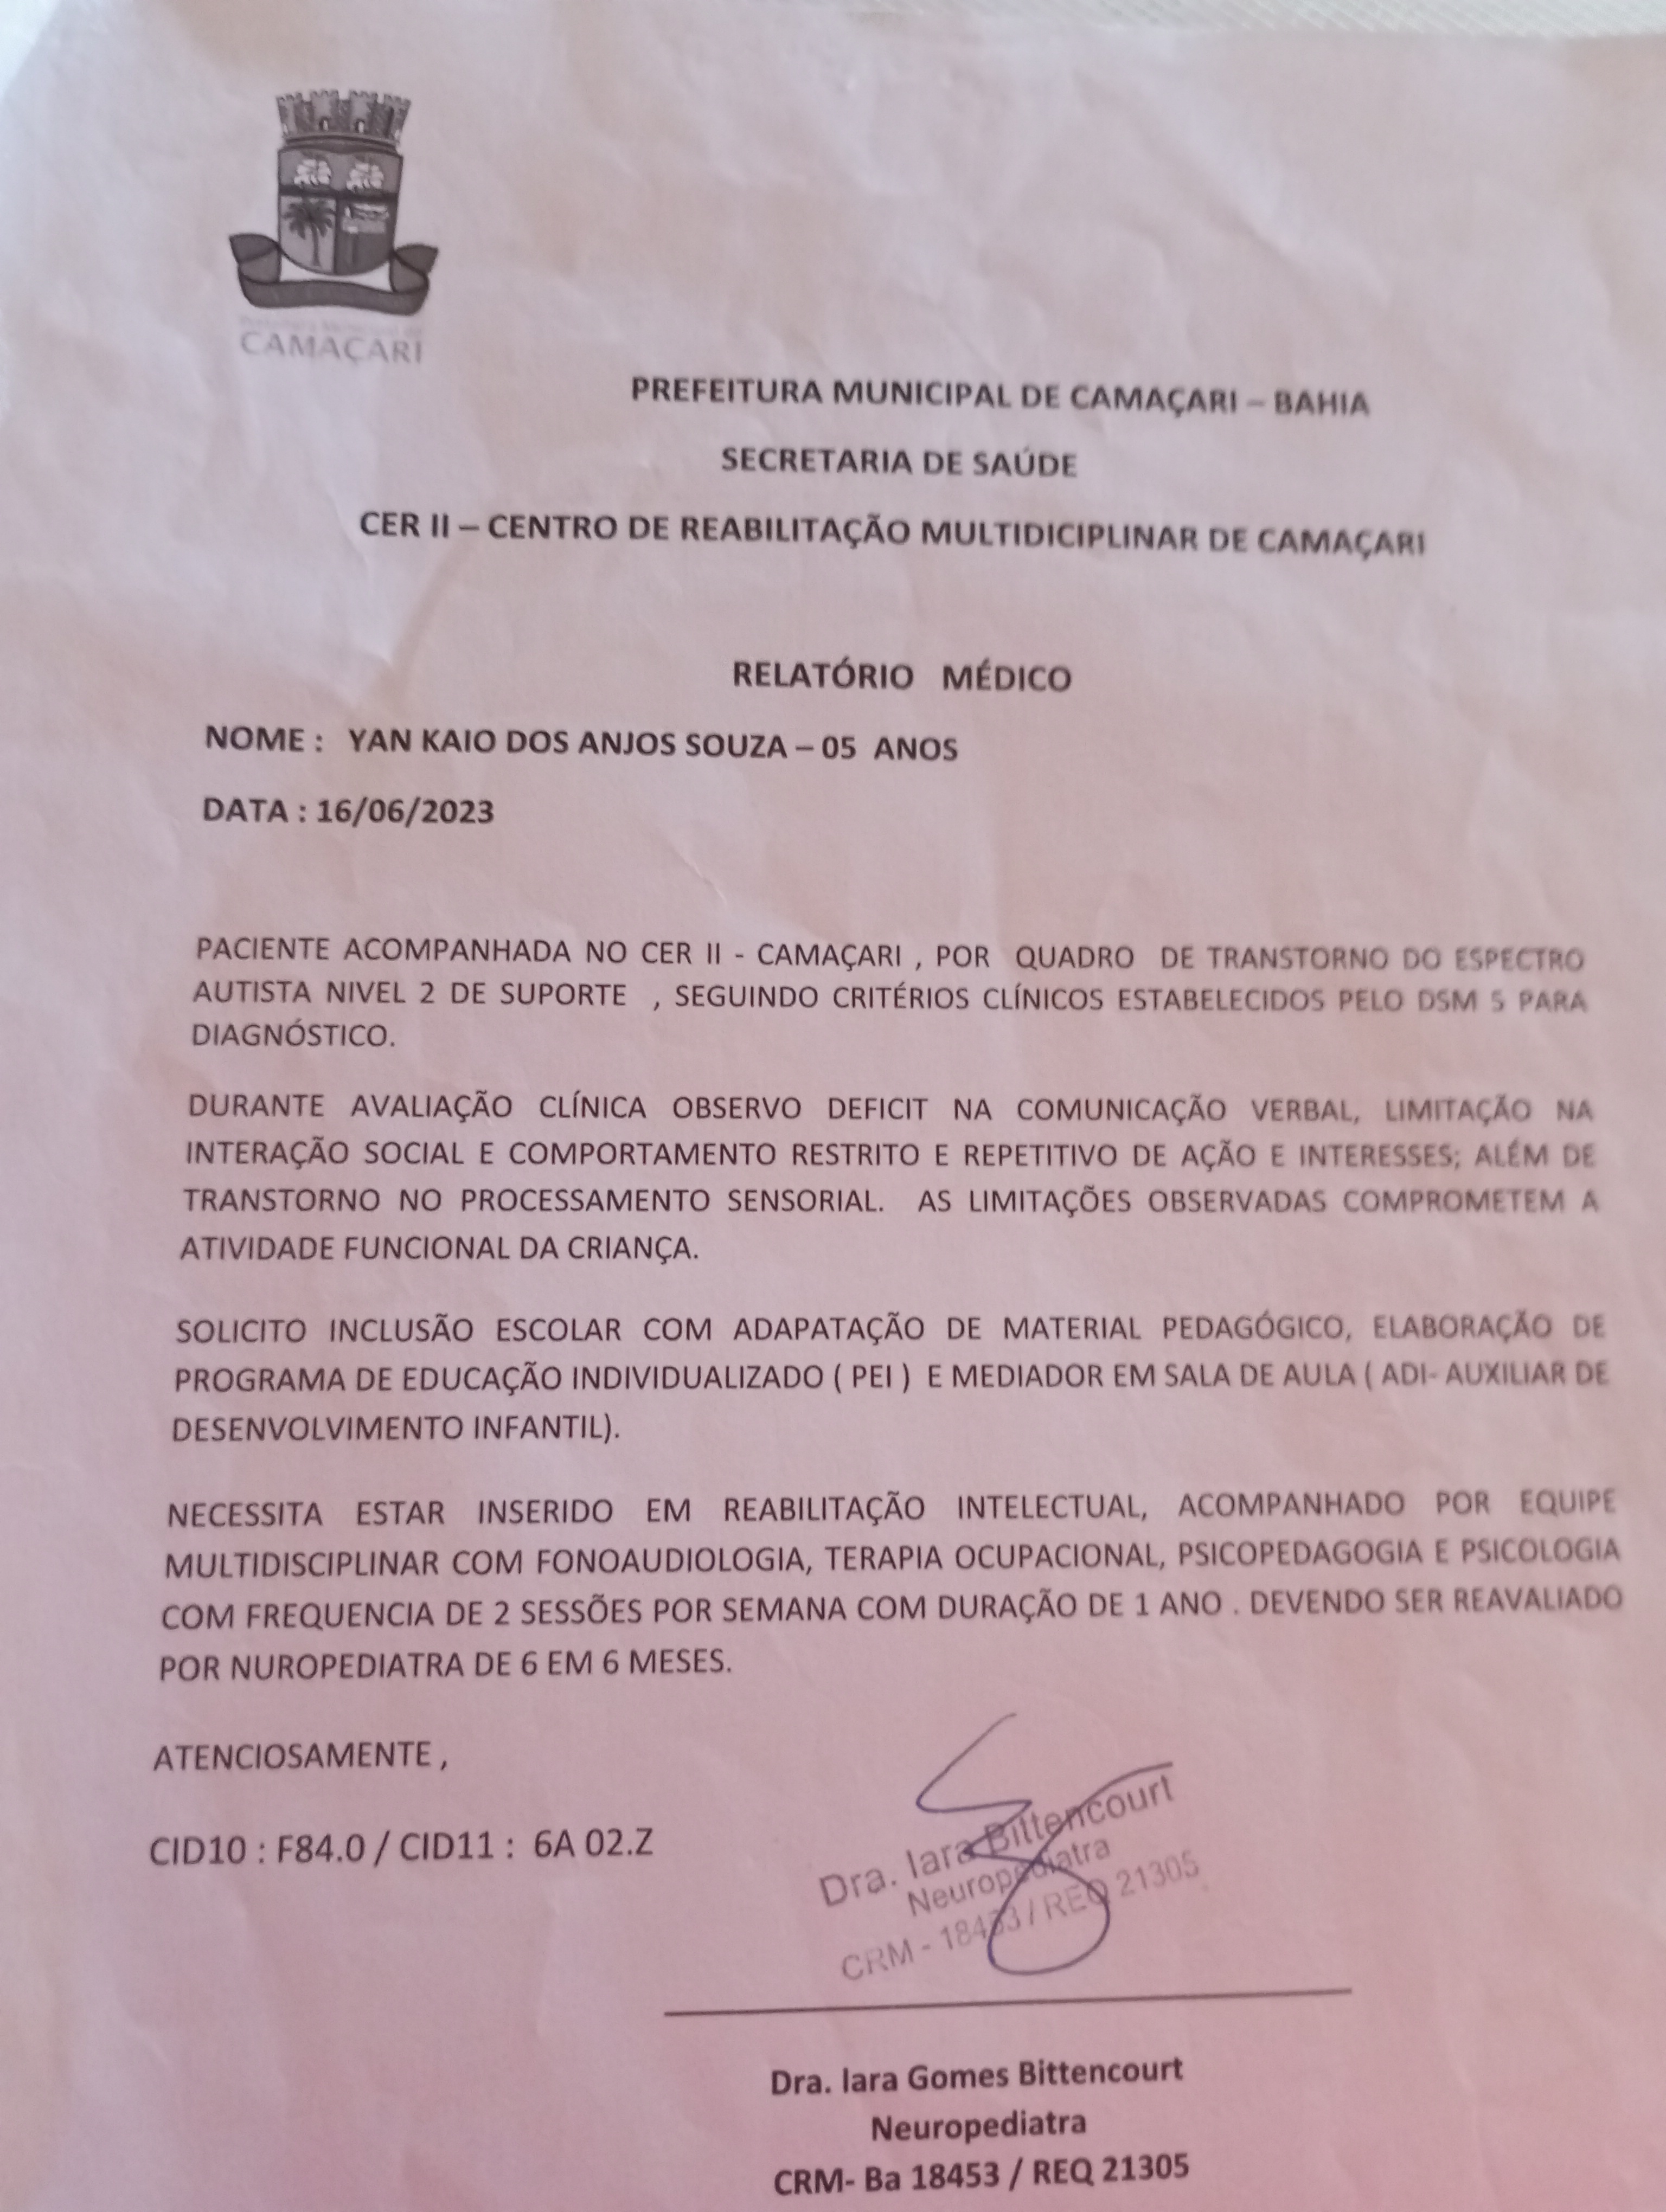 CAMAÇARI
PREFEITURA MUNICIPAL DE CAMAÇARI – BAHIA
SECRETARIA DE SAÚDE
CER II – CENTRO DE REABILITAÇÃO MULTIDICIPLINAR DE CAMAÇARI
RELATÓRIO MÉDICO
NOME : YAN KAIO DOS ANJOS SOUZA – 05 ANOS
DATA : 16/06/2023
PACIENTE ACOMPANHADA NO CER II - CAMAÇARI , POR QUADRO DE TRANSTORNO DO ESPECTRO
AUTISTA NIVEL 2 DE SUPORTE , SEGUINDO CRITÉRIOS CLÍNICOS ESTABELECIDOS PELO DSM 5 PARA
DIAGNÓSTICO.
DURANTE AVALIAÇÃO CLÍNICA OBSERVO DEFICIT NA COMUNICAÇÃO VERBAL, LIMITAÇÃO NA
INTERAÇÃO SOCIAL E COMPORTAMENTO RESTRITO E REPETITIVO DE AÇÃO E INTERESSES; ALÉM DE
TRANSTORNO NO PROCESSAMENTO SENSORIAL. AS LIMITAÇÕES OBSERVADAS COMPROMETEM A
ATIVIDADE FUNCIONAL DA CRIANÇA.
SOLICITO INCLUSÃO ESCOLAR COM ADAPATAÇÃO DE MATERIAL PEDAGÓGICO, ELABORAÇÃO DE
PROGRAMA DE EDUCAÇÃO INDIVIDUALIZADO ( PEI ) E MEDIADOR EM SALA DE AULA ( ADI- AUXILIAR DE
DESENVOLVIMENTO INFANTIL).
NECESSITA ESTAR INSERIDO EM REABILITAÇÃO INTELECTUAL, ACOMPANHADO POR EQUIPE
MULTIDISCIPLINAR COM FONOAUDIOLOGIA, TERAPIA OCUPACIONAL, PSICOPEDAGOGIA E PSICOLOGIA
COM FREQUENCIA DE 2 SESSÕES POR SEMANA COM DURAÇÃO DE 1 ANO . DEVENDO SER REAVALIADO
POR NUROPEDIATRA DE 6 EM 6 MESES.
ATENCIOSAMENTE ,
CID10 : F84.0 / CID11 : 6A 02.Z
Dra. Iara Bittencourt
Neuropediatra
CRM - 18453 / REQ 21305
Dra. Iara Gomes Bittencourt
Neuropediatra
CRM- Ba 18453 / REQ 21305